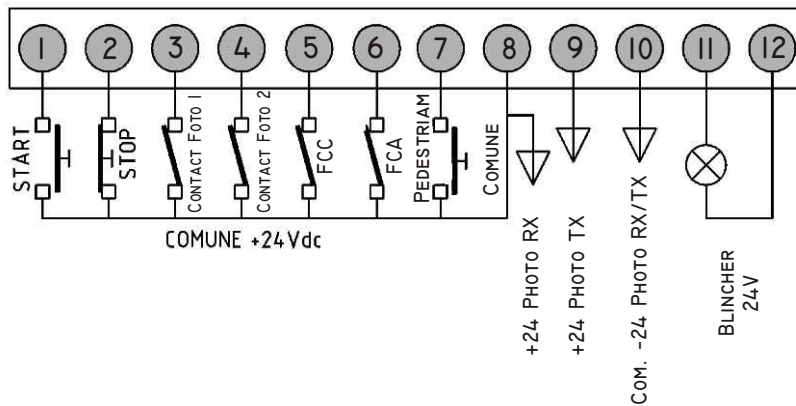 1 2 3 4 5 6 7 8 9 10 11 12
START
STOP
CONTACT FOTO 1
CONTACT FOTO 2
FCC
FCA
PEDESTRIAM
COMUNE
COMUNE +24Vdc
+24 PHOTO RX
+24 PHOTO TX
COM. -24 PHOTO RX/TX
BLINCHER
24V